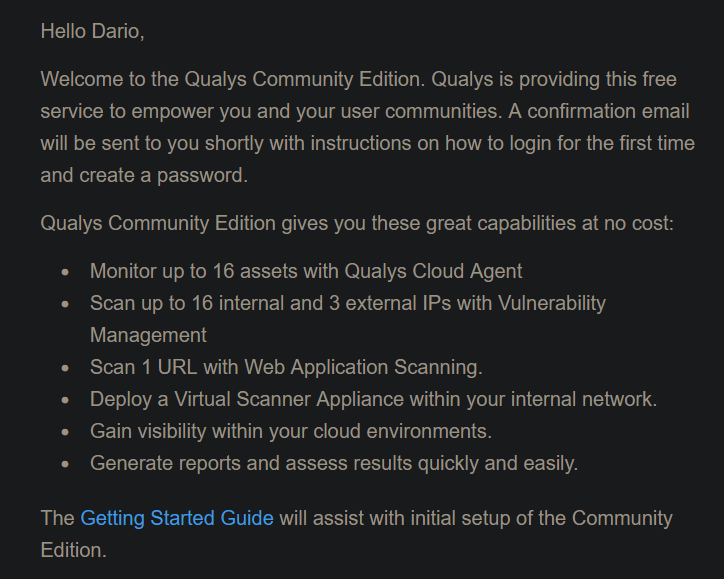 Hello Dario,
Welcome to the Qualys Community Edition. Qualys is providing this free
service to empower you and your user communities. A confirmation email
will be sent to you shortly with instructions on how to login for the first time
and create a password.
Qualys Community Edition gives you these great capabilities at no cost:
• Monitor up to 16 assets with Qualys Cloud Agent
• Scan up to 16 internal and 3 external IPs with Vulnerability
Management
• Scan 1 URL with Web Application Scanning.
• Deploy a Virtual Scanner Appliance within your internal network.
• Gain visibility within your cloud environments.
• Generate reports and assess results quickly and easily.
The Getting Started Guide will assist with initial setup of the Community
Edition.